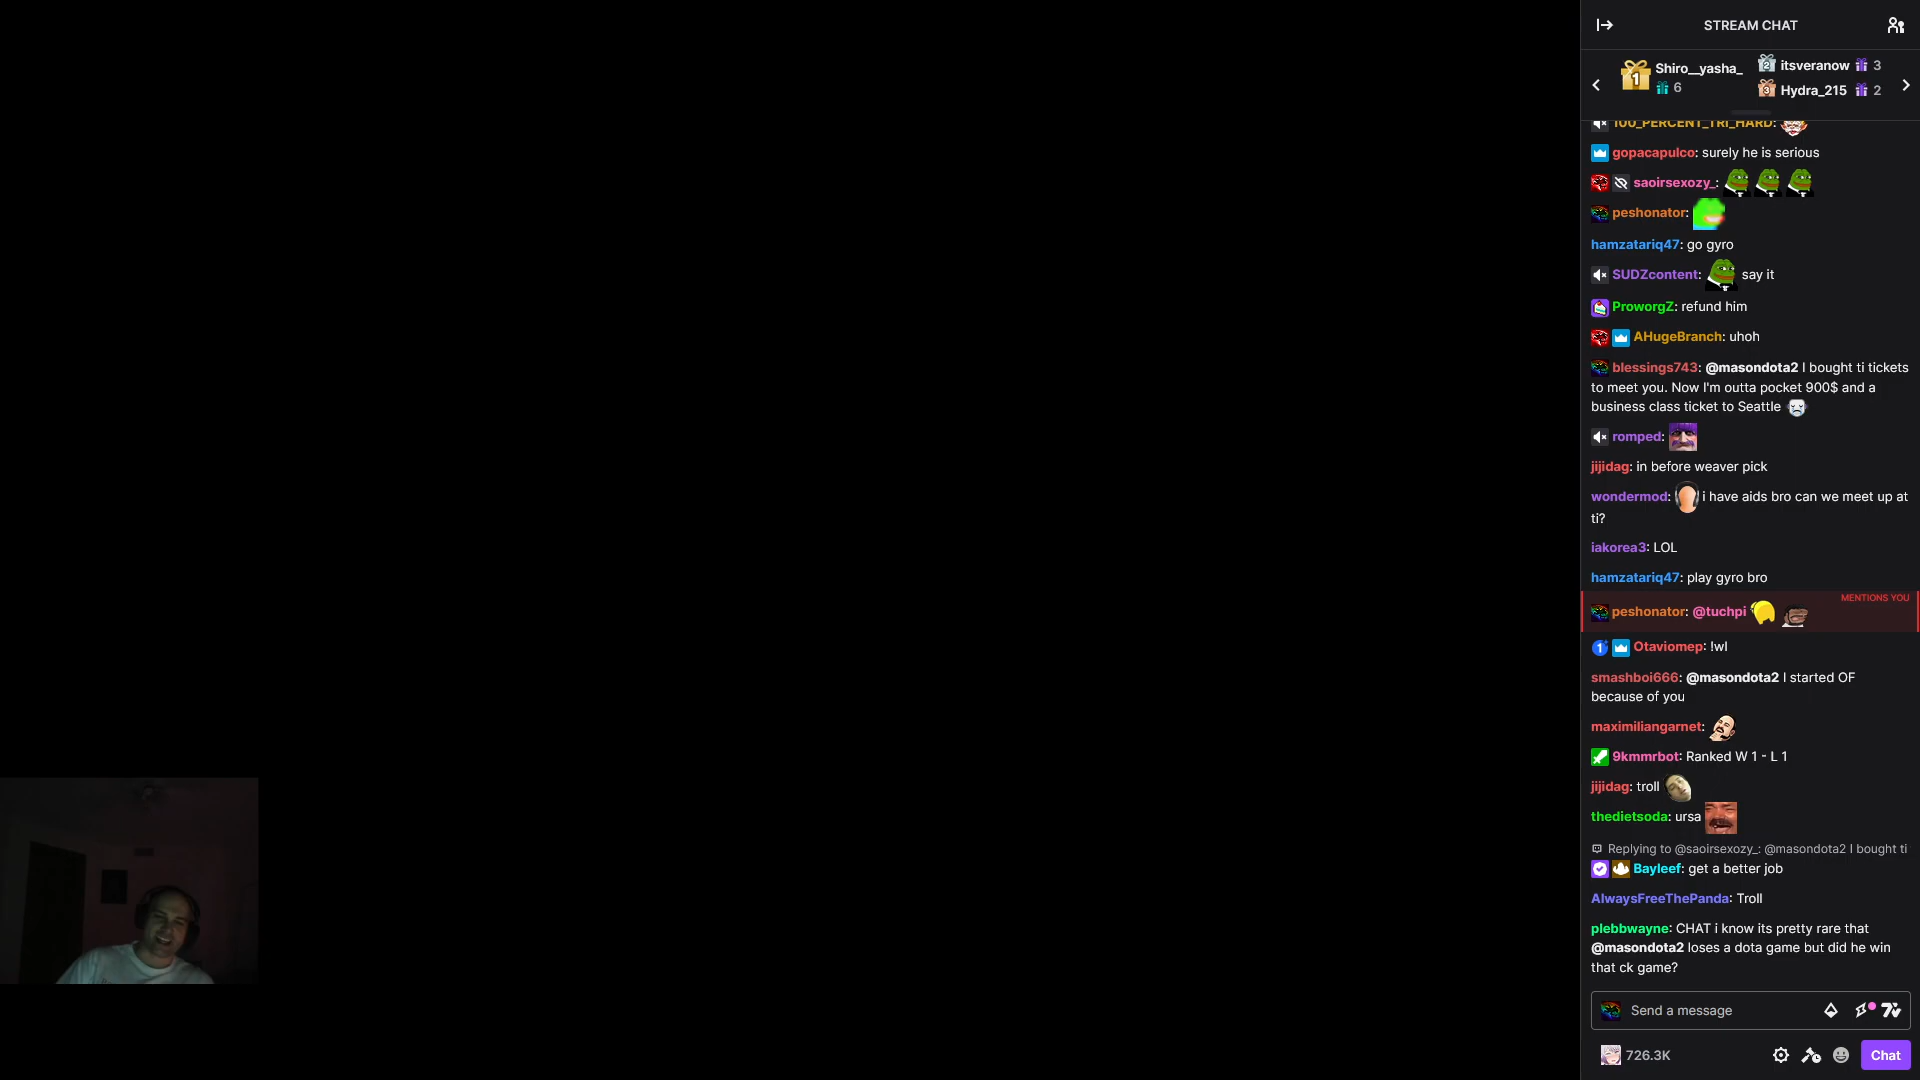 STREAM CHAT
1 Shiro__yasha_ 6
2 itsveranow 3
3 Hydra_215 2
100_PERCENT_TRI_HARD:
gopacapulco: surely he is serious
saoirsexozy_:
peshonator:
hamzatariq47: go gyro
SUDZcontent: say it
ProworgZ: refund him
AHugeBranch: uhoh
blessings743: @masondota2 I bought ti tickets
to meet you. Now I'm outta pocket 900$ and a
business class ticket to Seattle
romped:
jijidag: in before weaver pick
wondermod: i have aids bro can we meet up at
ti?
iakorea3: LOL
hamzatariq47: play gyro bro
MENTIONS YOU
peshonator: @tuchpi
1 Otaviomep: !wl
smashboi666: @masondota2 I started OF
because of you
maximiliangarnet:
9kmmrbot: Ranked W 1 - L 1
jijidag: troll
thedietsoda: ursa
Replying to @saoirsexozy_: @masondota2 I bought ti
Bayleef: get a better job
AlwaysFreeThePanda: Troll
plebbwayne: CHAT i know its pretty rare that
@masondota2 loses a dota game but did he win
that ck game?
Send a message
726.3K
Chat